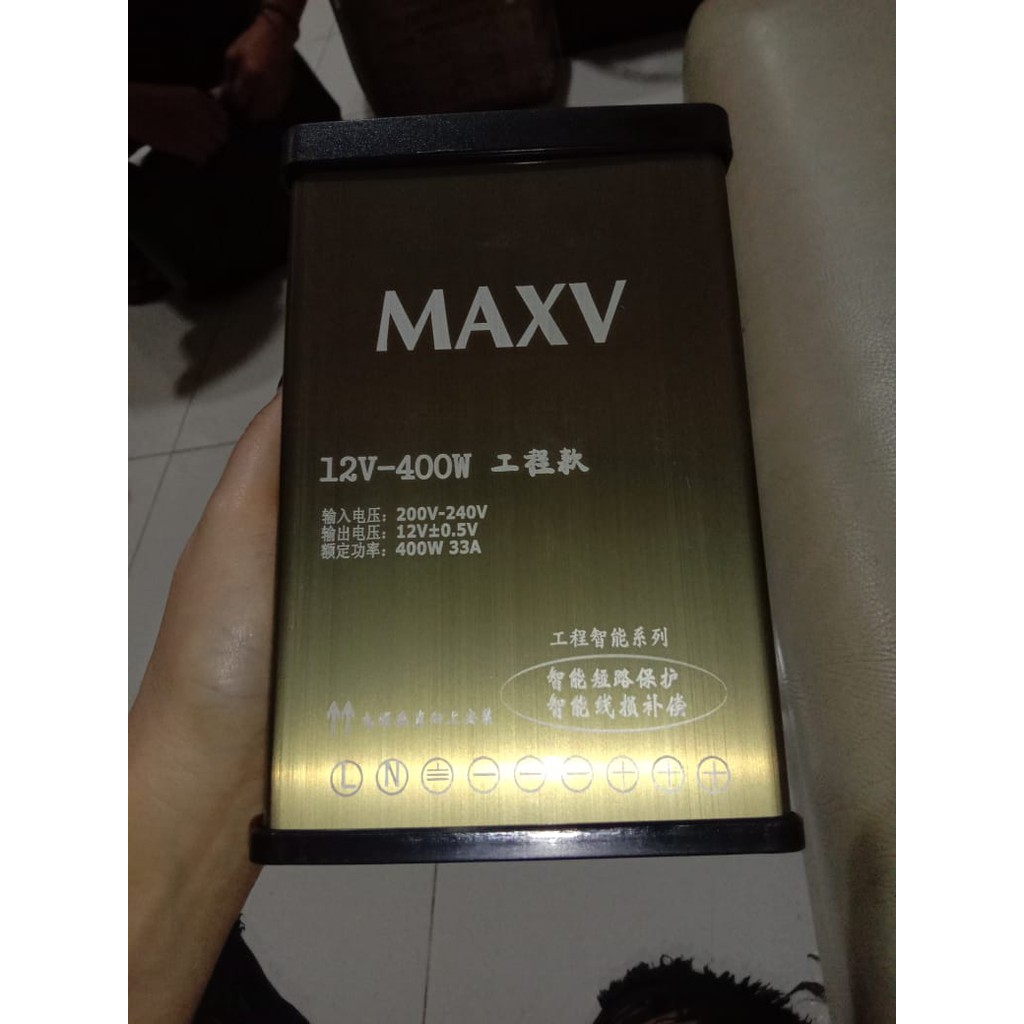 MAXV
12V-400W 工程款
输入电压：200V-240V
输出电压：12V±0.5V
额定功率：400W 33A
工程智能系列
智能短路保护
智能线损补偿
L N